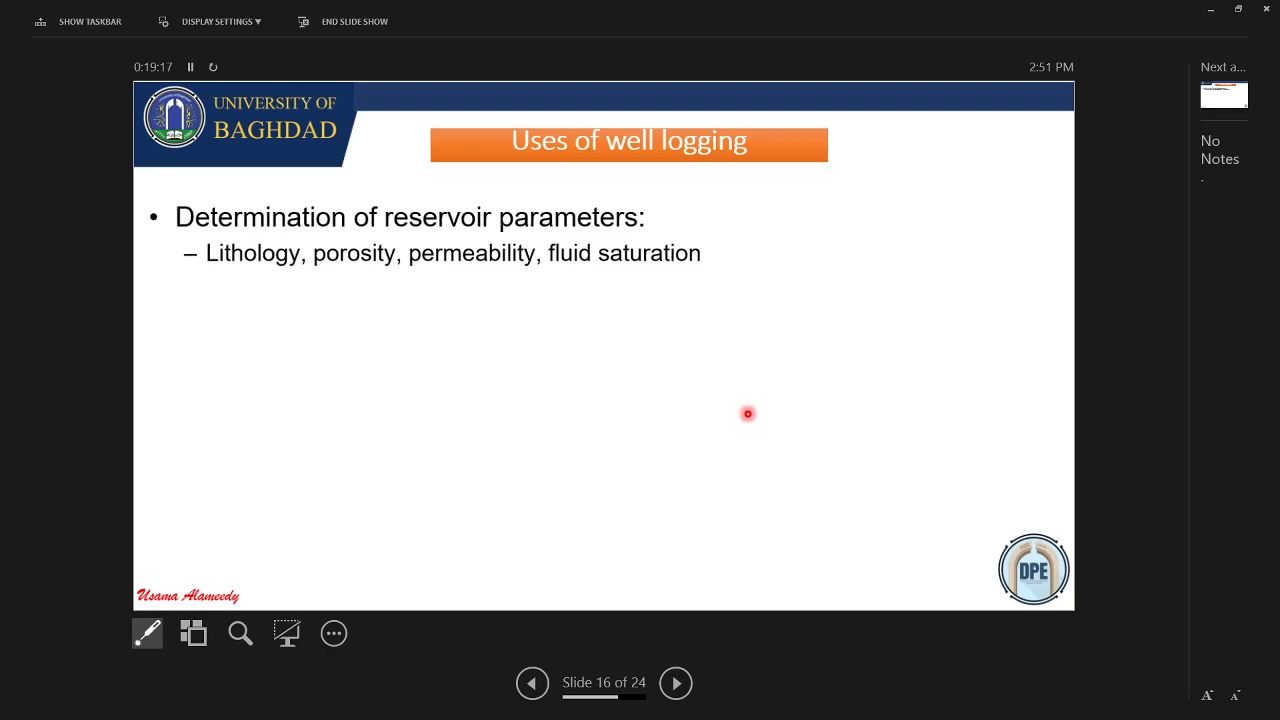 SHOW TASKBAR DISPLAY SETTINGS ▼ END SLIDE SHOW
0:19:17 2:51 PM Next a...
UNIVERSITY OF
BAGHDAD
Uses of well logging
No
Notes
.
• Determination of reservoir parameters:
– Lithology, porosity, permeability, fluid saturation
DPE
Usama Alameedy
Slide 16 of 24
A A